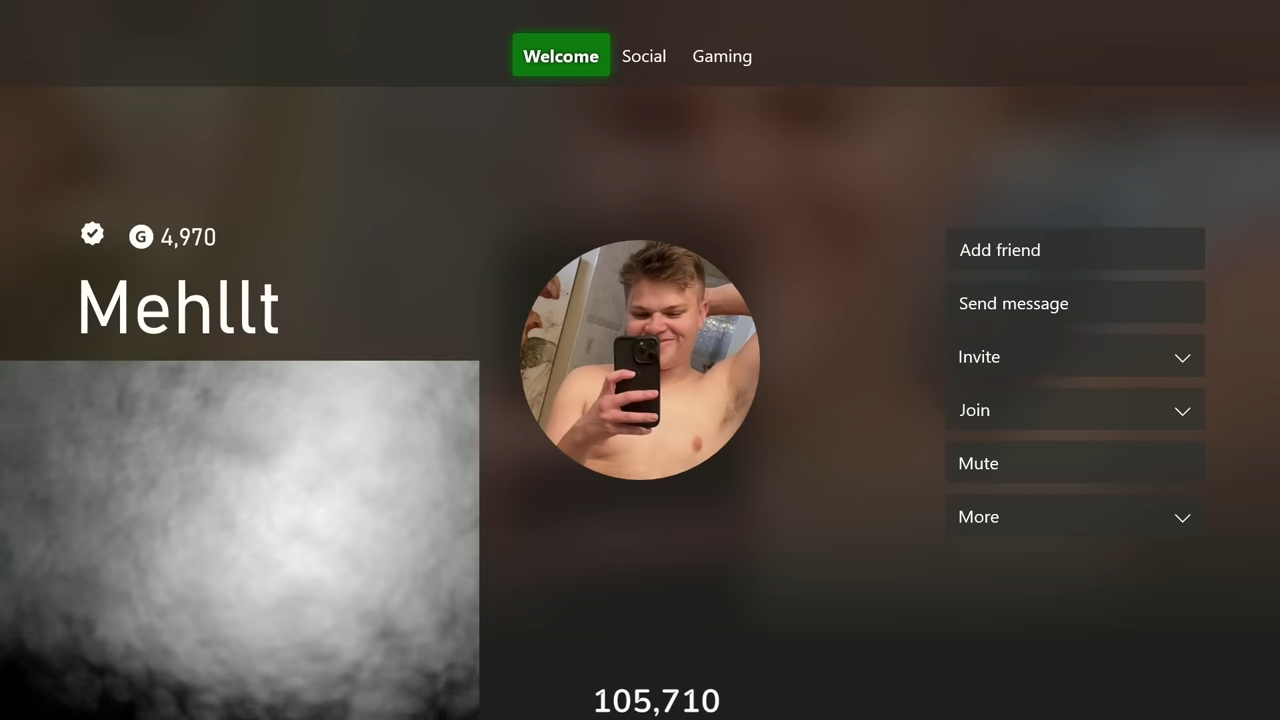 Welcome Social Gaming
G 4,970
Mehllt
Add friend
Send message
Invite
Join
Mute
More
105,710